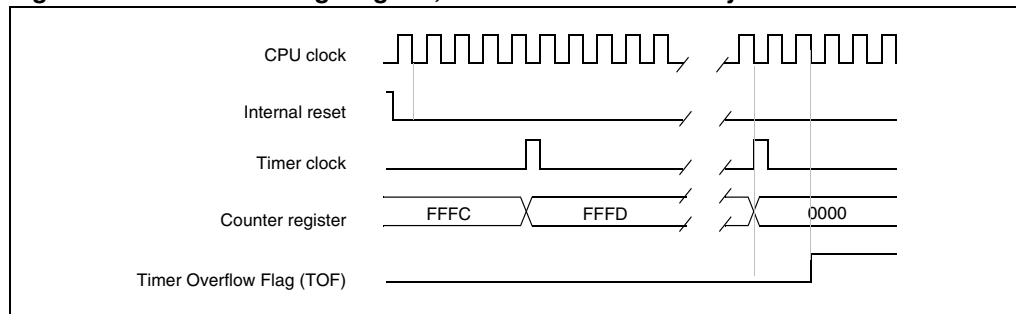 CPU clock
Internal reset
Timer clock
Counter register
FFFC
FFFD
0000
Timer Overflow Flag (TOF)